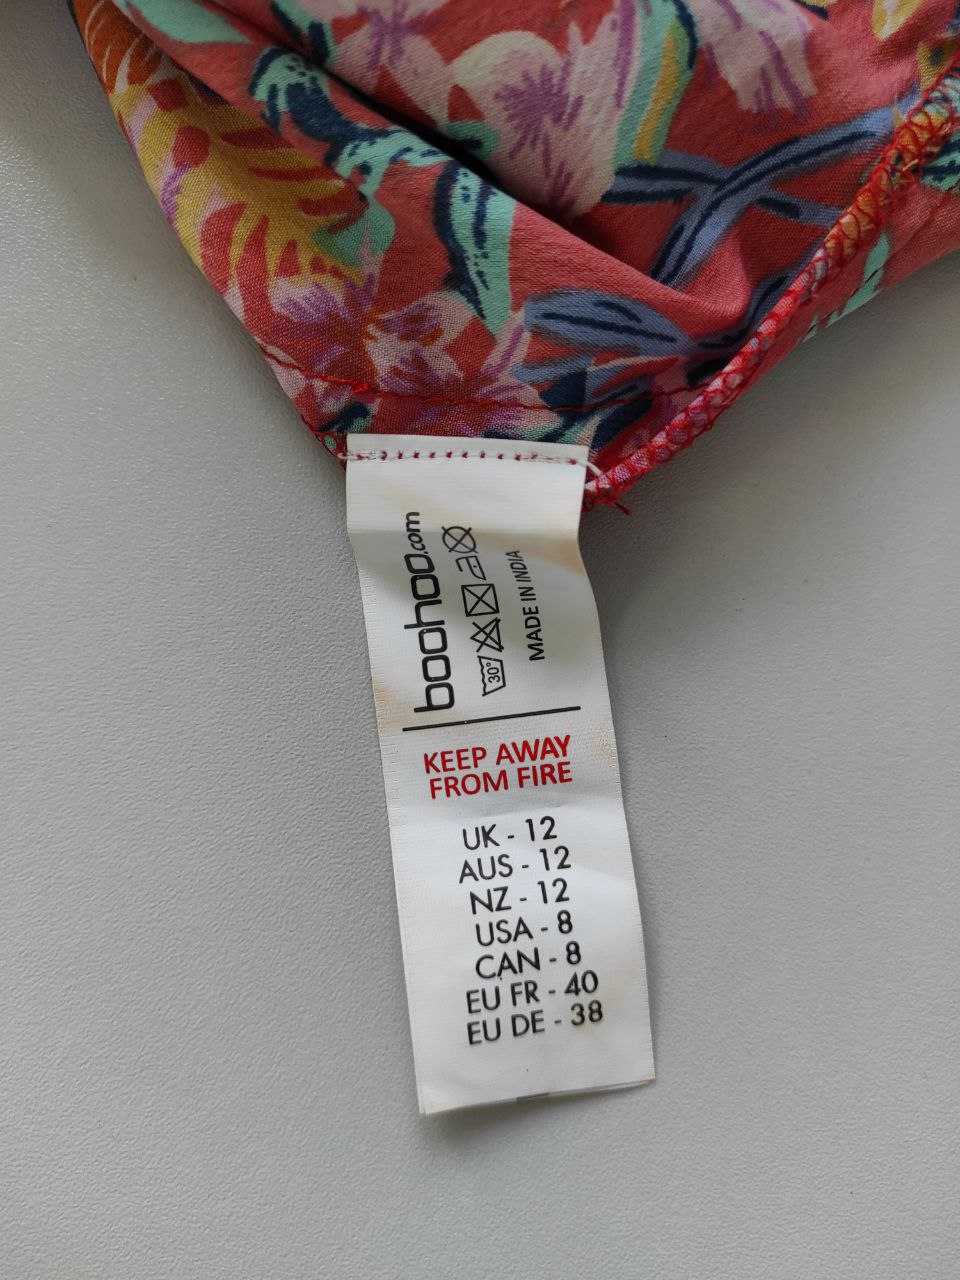 boohoo.com
30°
MADE IN INDIA
KEEP AWAY
FROM FIRE
UK - 12
AUS - 12
NZ - 12
USA - 8
CAN - 8
EU FR - 40
EU DE - 38